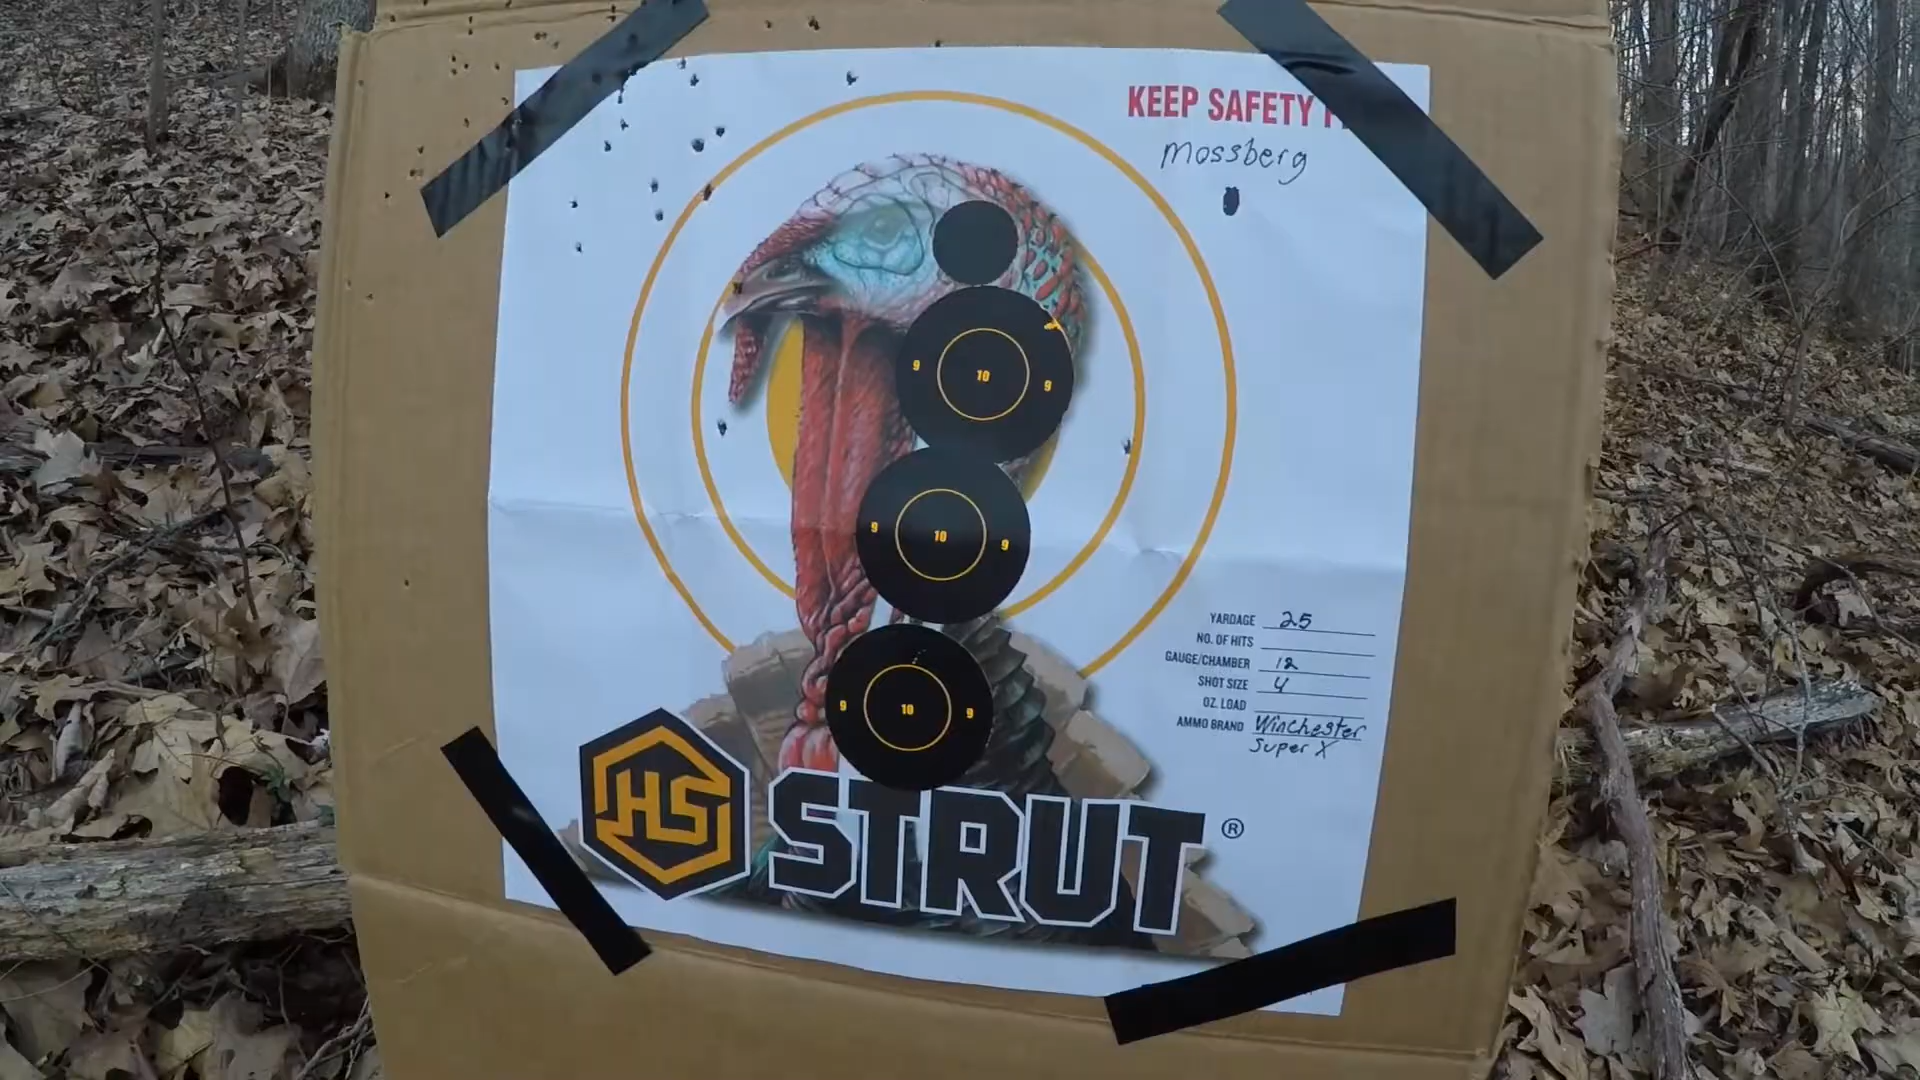 KEEP SAFETY
Mossberg
9 10 9
9 10 9
YARDAGE 25
NO. OF HITS
GAUGE/CHAMBER 12
SHOT SIZE 4
OZ. LOAD
AMMO BRAND Winchester
Super X
9 10 9
HS STRUT ®